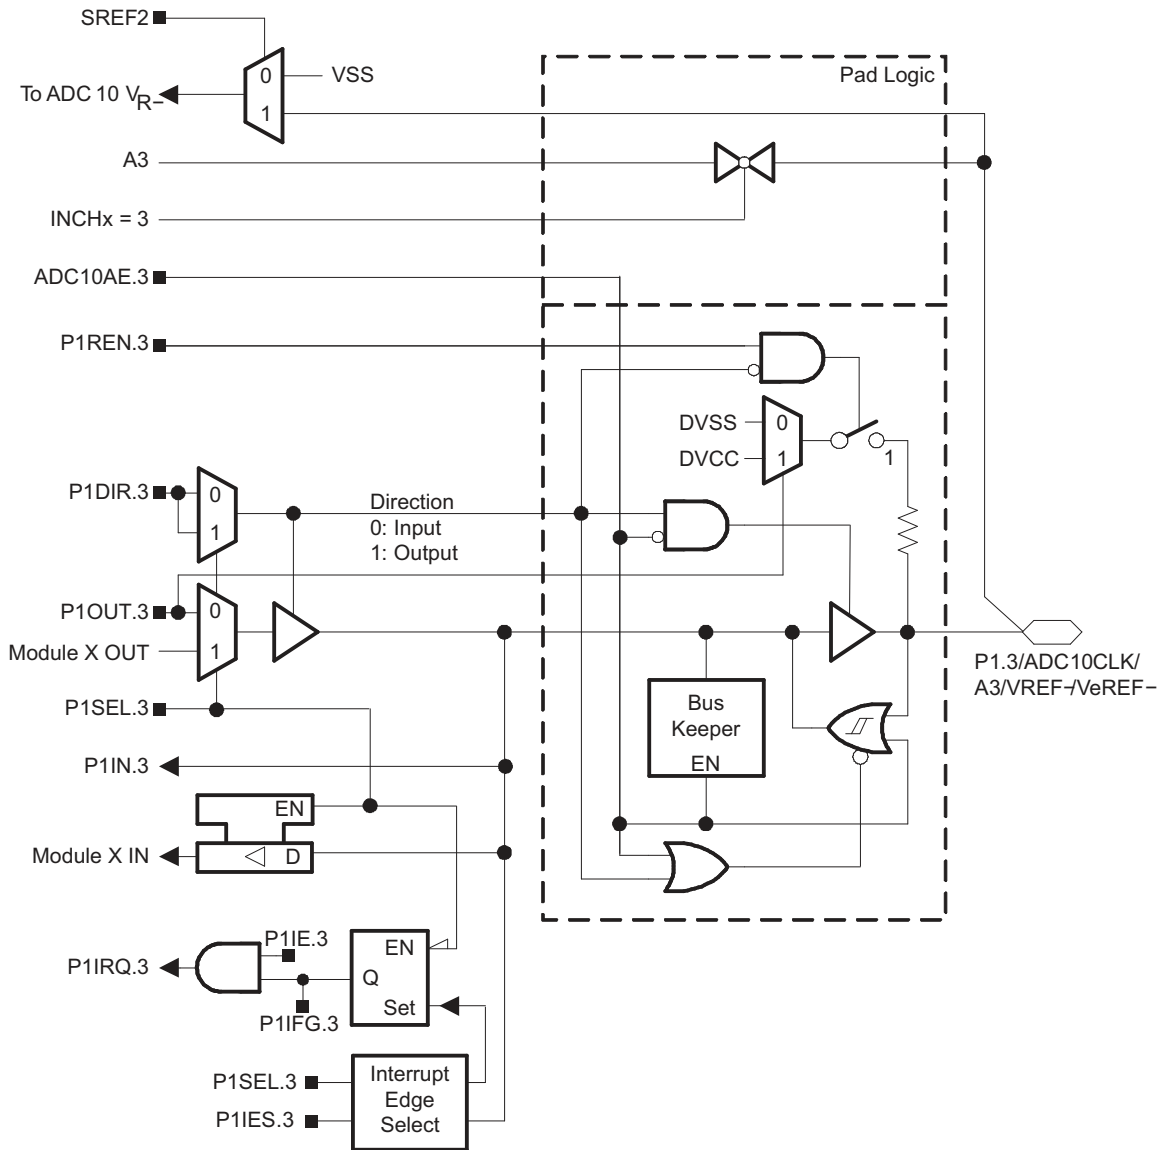 SREF2
0
VSS
Pad Logic
To ADC 10 VR−
1
A3
INCHx = 3
ADC10AE.3
P1REN.3
DVSS
0
DVCC
1
1
P1DIR.3
0
1
Direction
0: Input
1: Output
P1OUT.3
0
Module X OUT
1
P1.3/ADC10CLK/
A3/VREF−/VeREF−
P1SEL.3
Bus
Keeper
EN
P1IN.3
EN
Module X IN
D
P1IE.3
EN
P1IRQ.3
Q
Set
P1IFG.3
P1SEL.3
P1IES.3
Interrupt
Edge
Select